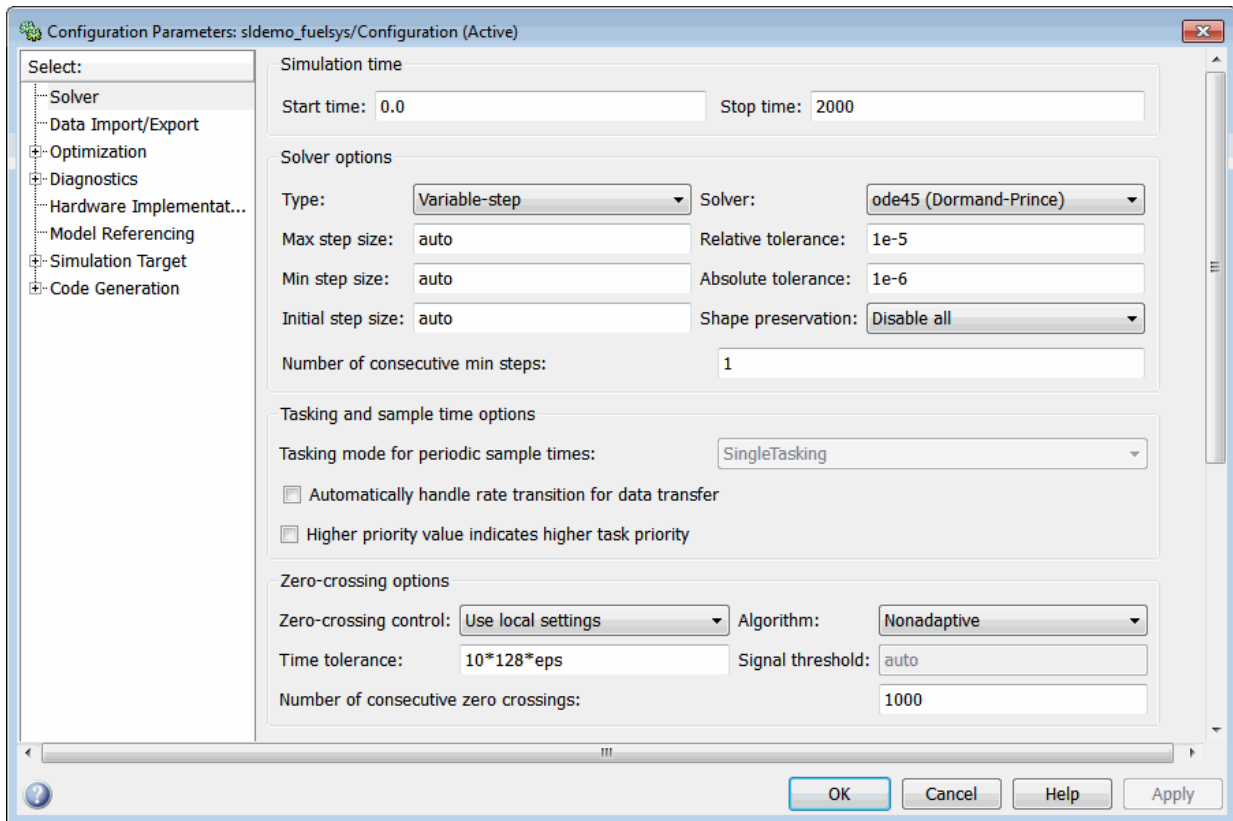 Configuration Parameters: sldemo_fuelsys/Configuration (Active)
Select:
Solver
Data Import/Export
Optimization
Diagnostics
Hardware Implementat...
Model Referencing
Simulation Target
Code Generation
Simulation time
Start time: 0.0 Stop time: 2000
Solver options
Type: Variable-step Solver: ode45 (Dormand-Prince)
Max step size: auto Relative tolerance: 1e-5
Min step size: auto Absolute tolerance: 1e-6
Initial step size: auto Shape preservation: Disable all
Number of consecutive min steps: 1
Tasking and sample time options
Tasking mode for periodic sample times: SingleTasking
Automatically handle rate transition for data transfer
Higher priority value indicates higher task priority
Zero-crossing options
Zero-crossing control: Use local settings Algorithm: Nonadaptive
Time tolerance: 10*128*eps Signal threshold: auto
Number of consecutive zero crossings: 1000
OK Cancel Help Apply